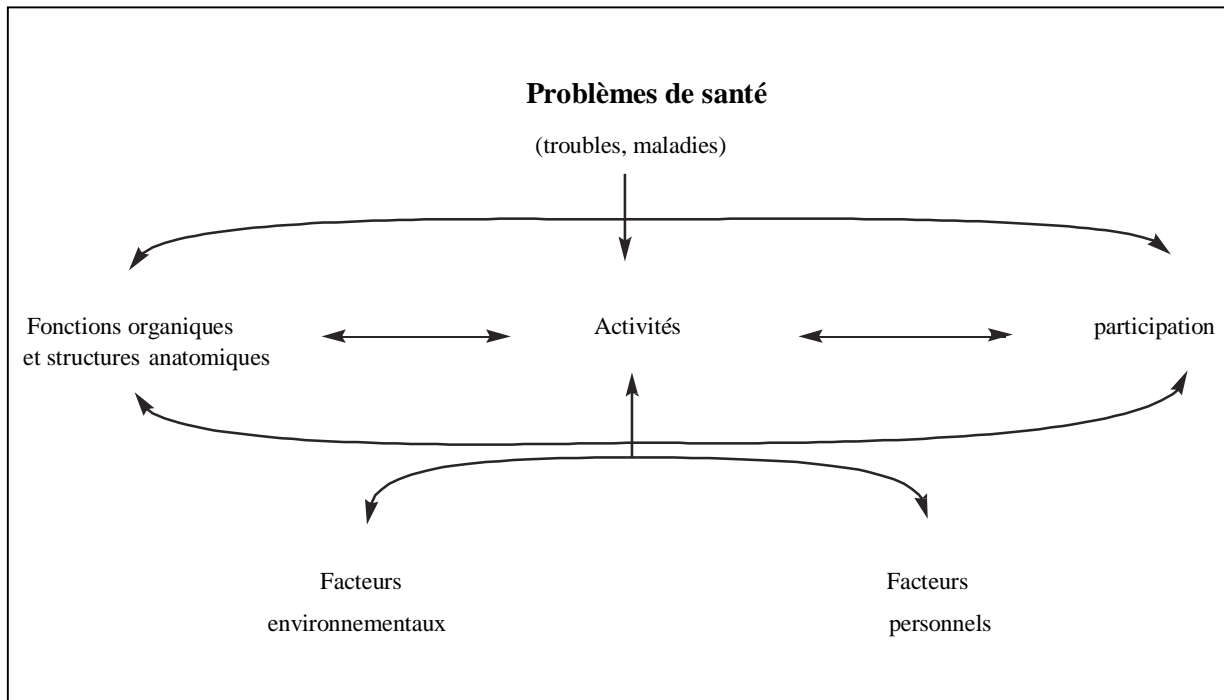 Problèmes de santé
(troubles, maladies)
Fonctions organiques
et structures anatomiques
Activités
participation
Facteurs
environnementaux
Facteurs
personnels